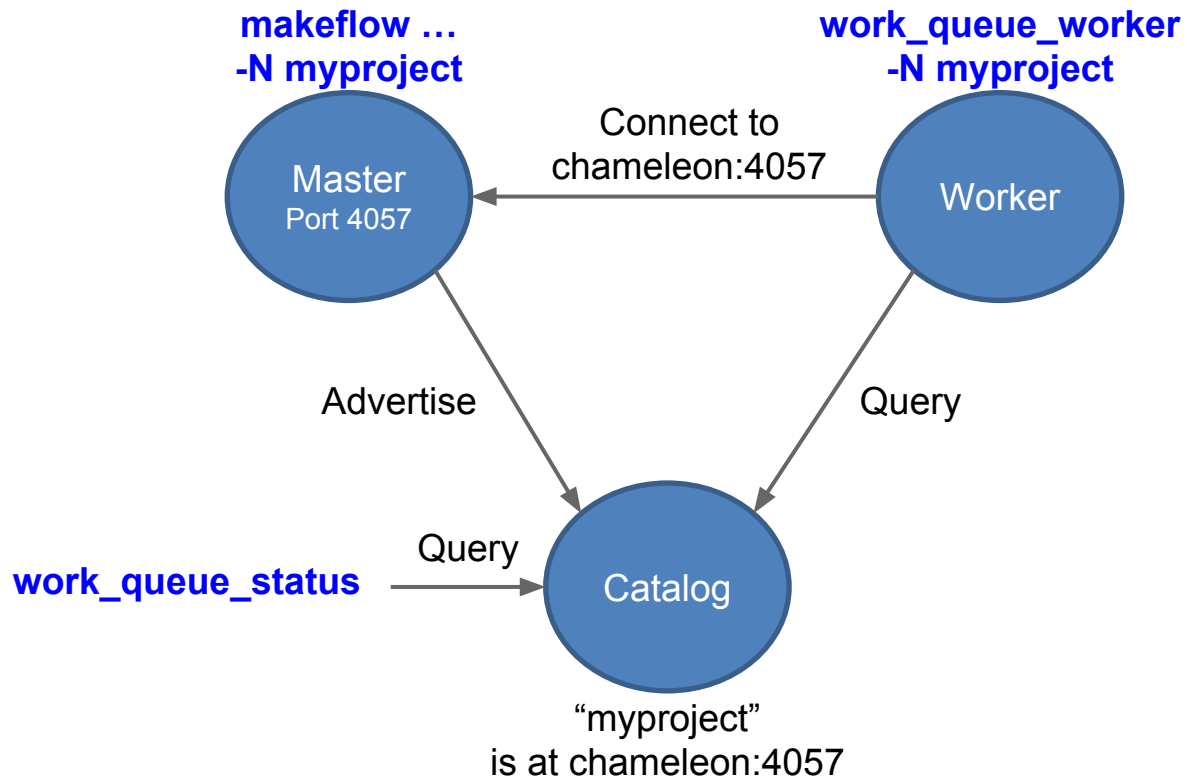 makeflow …
-N myproject
work_queue_worker
-N myproject
Connect to
chameleon:4057
Master
Port 4057
Worker
Advertise
Query
Query
work_queue_status
Catalog
“myproject”
is at chameleon:4057